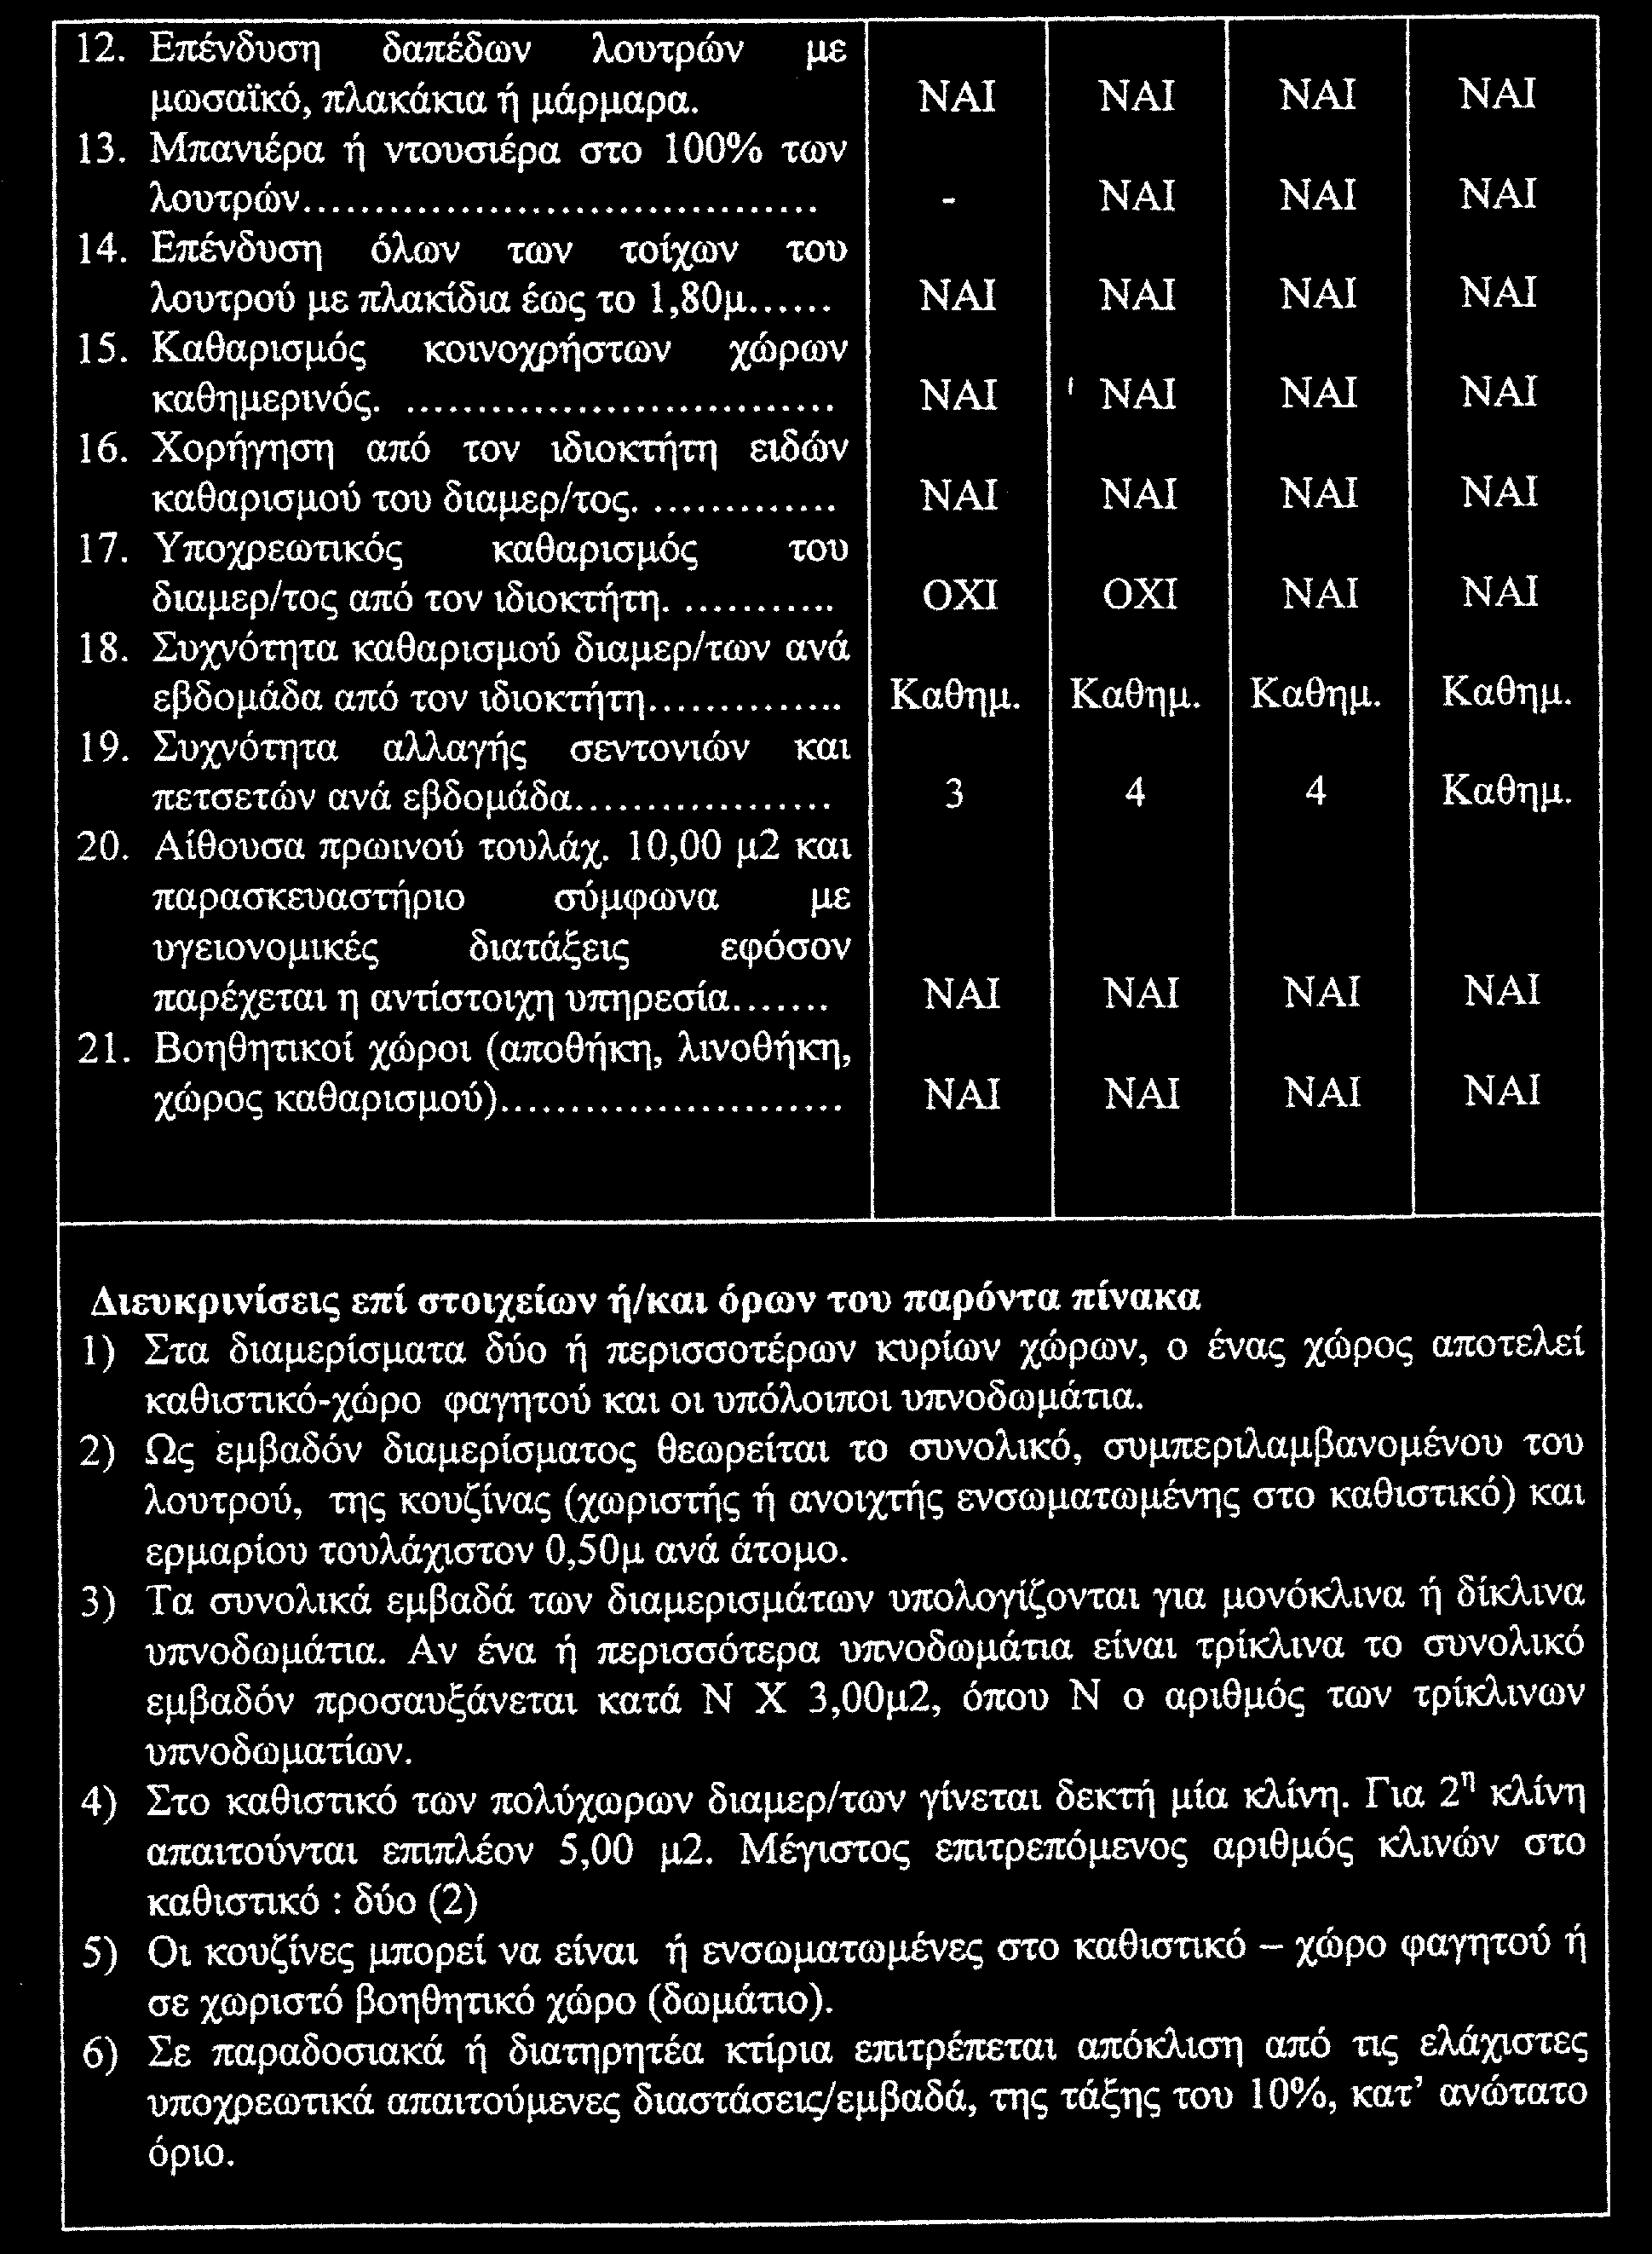 12. Επένδυση δαπέδων λουτρών με
μωσαϊκό, πλακάκια ή μάρμαρα. ΝΑΙ ΝΑΙ ΝΑΙ ΝΑΙ
13. Μπανιέρα ή ντουσιέρα στο 100% των
λουτρών.................................... - ΝΑΙ ΝΑΙ ΝΑΙ
14. Επένδυση όλων των τοίχων του
λουτρού με πλακίδια έως το 1,80μ...... ΝΑΙ ΝΑΙ ΝΑΙ ΝΑΙ
15. Καθαρισμός κοινοχρήστων χώρων
καθημερινός. ............................... ΝΑΙ ΝΑΙ ΝΑΙ ΝΑΙ
16. Χορήγηση από τον ιδιοκτήτη ειδών
καθαρισμού του διαμερ/τος. .............. ΝΑΙ ΝΑΙ ΝΑΙ ΝΑΙ
17. Υποχρεωτικός καθαρισμός του
διαμερ/τος από τον ιδιοκτήτη. ............ ΟΧΙ ΟΧΙ ΝΑΙ ΝΑΙ
18. Συχνότητα καθαρισμού διαμερ/των ανά
εβδομάδα από τον ιδιοκτήτη.............. Καθημ. Καθημ. Καθημ. Καθημ.
19. Συχνότητα αλλαγής σεντονιών και
πετσετών ανά εβδομάδα.................. 3 4 4 Καθημ.
20. Αίθουσα πρωινού τουλάχ. 10,00 μ2 και
παρασκευαστήριο σύμφωνα με
υγειονομικές διατάξεις εφόσον
παρέχεται η αντίστοιχη υπηρεσία....... ΝΑΙ ΝΑΙ ΝΑΙ ΝΑΙ
21. Βοηθητικοί χώροι (αποθήκη, λινοθήκη,
χώρος καθαρισμού)........................ ΝΑΙ ΝΑΙ ΝΑΙ ΝΑΙ
Διευκρινίσεις επί στοιχείων ή/και όρων του παρόντα πίνακα
1) Στα διαμερίσματα δύο ή περισσοτέρων κυρίων χώρων, ο ένας χώρος αποτελεί
καθιστικό-χώρο φαγητού και οι υπόλοιποι υπνοδωμάτια.
2) Ως εμβαδόν διαμερίσματος θεωρείται το συνολικό, συμπεριλαμβανομένου του
λουτρού, της κουζίνας (χωριστής ή ανοιχτής ενσωματωμένης στο καθιστικό) και
ερμαρίου τουλάχιστον 0,50μ ανά άτομο.
3) Τα συνολικά εμβαδά των διαμερισμάτων υπολογίζονται για μονόκλινα ή δίκλινα
υπνοδωμάτια. Αν ένα ή περισσότερα υπνοδωμάτια είναι τρίκλινα το συνολικό
εμβαδόν προσαυξάνεται κατά Ν Χ 3,00μ2, όπου Ν ο αριθμός των τρίκλινων
υπνοδωματίων.
4) Στο καθιστικό των πολύχωρων διαμερ/των γίνεται δεκτή μία κλίνη. Για 2η κλίνη
απαιτούνται επιπλέον 5,00 μ2. Μέγιστος επιτρεπόμενος αριθμός κλινών στο
καθιστικό : δύο (2)
5) Οι κουζίνες μπορεί να είναι ή ενσωματωμένες στο καθιστικό – χώρο φαγητού ή
σε χωριστό βοηθητικό χώρο (δωμάτιο).
6) Σε παραδοσιακά ή διατηρητέα κτίρια επιτρέπεται απόκλιση από τις ελάχιστες
υποχρεωτικά απαιτούμενες διαστάσεις/εμβαδά, της τάξης του 10%, κατ’ ανώτατο
όριο.